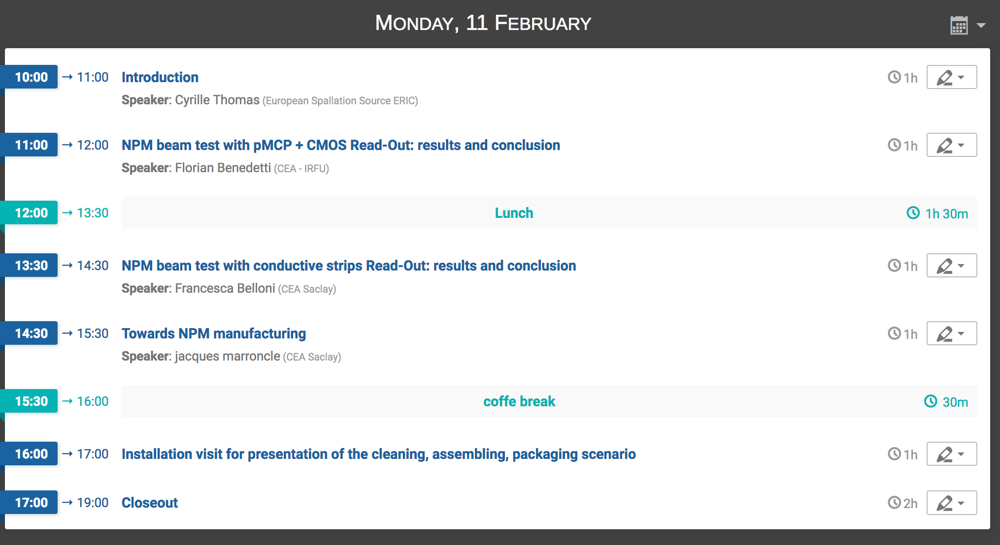 MONDAY, 11 FEBRUARY
10:00 → 11:00 Introduction 1h
Speaker: Cyrille Thomas (European Spallation Source ERIC)
11:00 → 12:00 NPM beam test with pMCP + CMOS Read-Out: results and conclusion 1h
Speaker: Florian Benedetti (CEA - IRFU)
12:00 → 13:30 Lunch 1h 30m
13:30 → 14:30 NPM beam test with conductive strips Read-Out: results and conclusion 1h
Speaker: Francesca Belloni (CEA Saclay)
14:30 → 15:30 Towards NPM manufacturing 1h
Speaker: jacques marroncle (CEA Saclay)
15:30 → 16:00 coffe break 30m
16:00 → 17:00 Installation visit for presentation of the cleaning, assembling, packaging scenario 1h
17:00 → 19:00 Closeout 2h